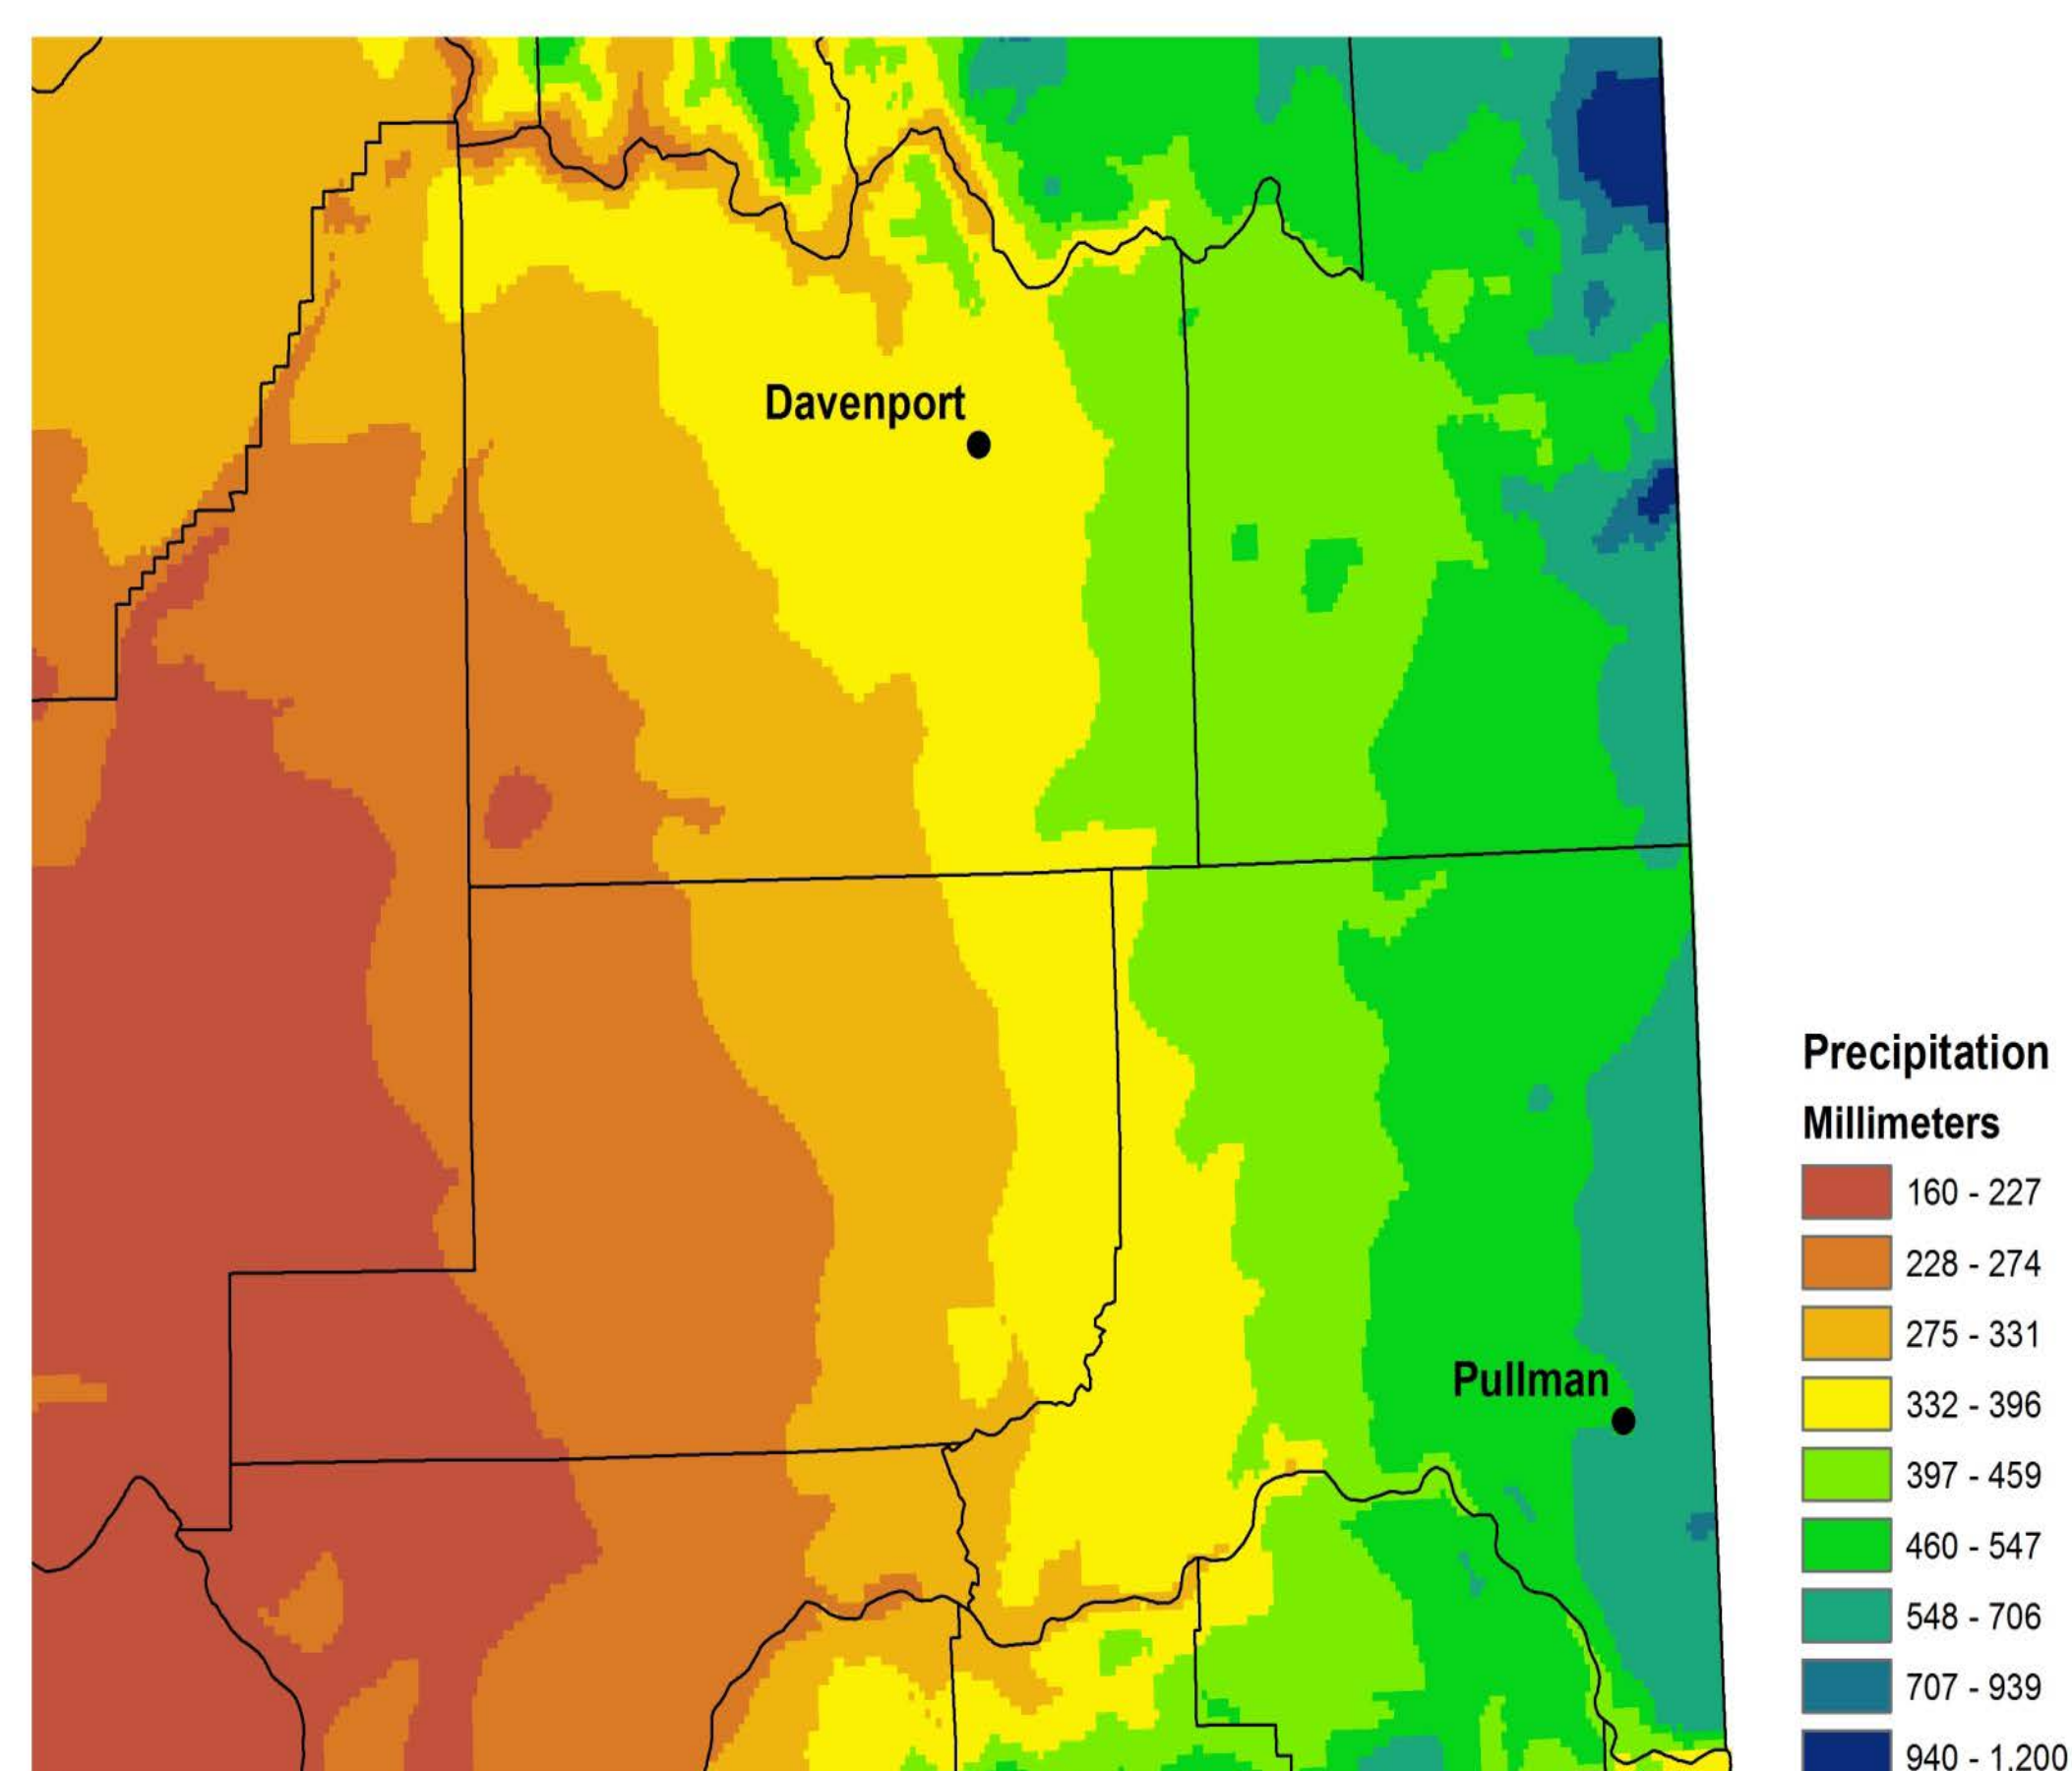 Davenport
Pullman
Precipitation
Millimeters
160 - 227
228 - 274
275 - 331
332 - 396
397 - 459
460 - 547
548 - 706
707 - 939
940 - 1,200